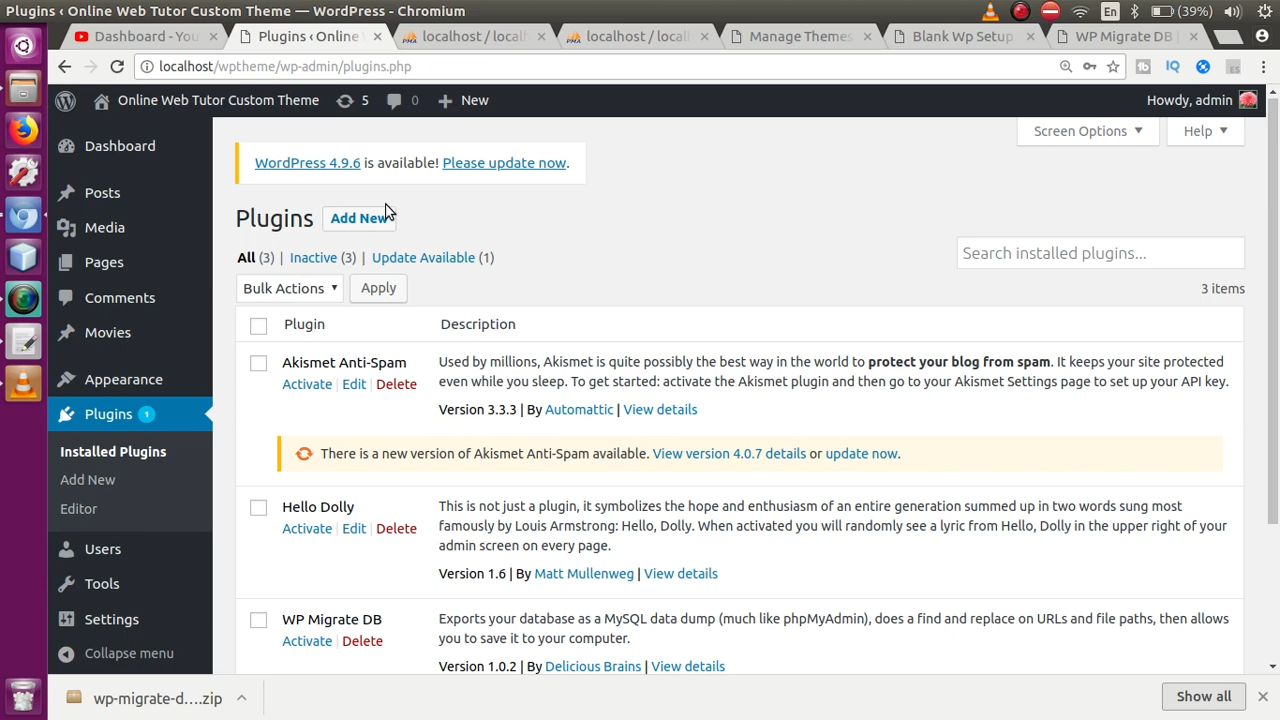 Plugins ‹ Online Web Tutor Custom Theme — WordPress - Chromium
En
(39%)
Dashboard - You
Plugins ‹ Online
localhost / local
localhost / local
Manage Themes
Blank Wp Setup
WP Migrate DB
localhost/wptheme/wp-admin/plugins.php
IQ
ES
Online Web Tutor Custom Theme
5
0
New
Howdy, admin
Screen Options
Help
Dashboard
Posts
Media
Pages
Comments
Movies
Appearance
Plugins 1
Installed Plugins
Add New
Editor
Users
Tools
Settings
Collapse menu
WordPress 4.9.6 is available! Please update now.
Plugins Add New
All (3) | Inactive (3) | Update Available (1)
Search installed plugins...
Bulk Actions Apply
3 items
Plugin Description
Akismet Anti-Spam
Activate | Edit | Delete
Used by millions, Akismet is quite possibly the best way in the world to protect your blog from spam. It keeps your site protected
even while you sleep. To get started: activate the Akismet plugin and then go to your Akismet Settings page to set up your API key.
Version 3.3.3 | By Automattic | View details
There is a new version of Akismet Anti-Spam available. View version 4.0.7 details or update now.
Hello Dolly
Activate | Edit | Delete
This is not just a plugin, it symbolizes the hope and enthusiasm of an entire generation summed up in two words sung most
famously by Louis Armstrong: Hello, Dolly. When activated you will randomly see a lyric from Hello, Dolly in the upper right of your
admin screen on every page.
Version 1.6 | By Matt Mullenweg | View details
WP Migrate DB
Activate | Delete
Exports your database as a MySQL data dump (much like phpMyAdmin), does a find and replace on URLs and file paths, then allows
you to save it to your computer.
Version 1.0.2 | By Delicious Brains | View details
wp-migrate-d....zip
Show all